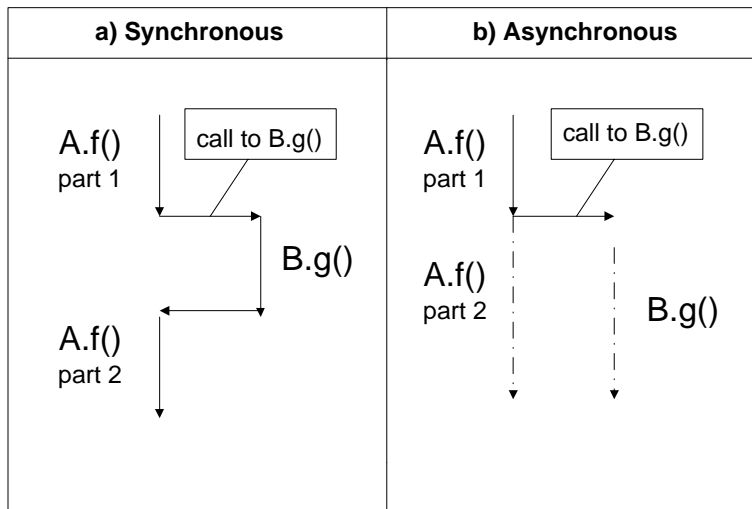 a) Synchronous
A.f()
part 1
call to B.g()
B.g()
A.f()
part 2
b) Asynchronous
A.f()
part 1
call to B.g()
A.f()
part 2
B.g()